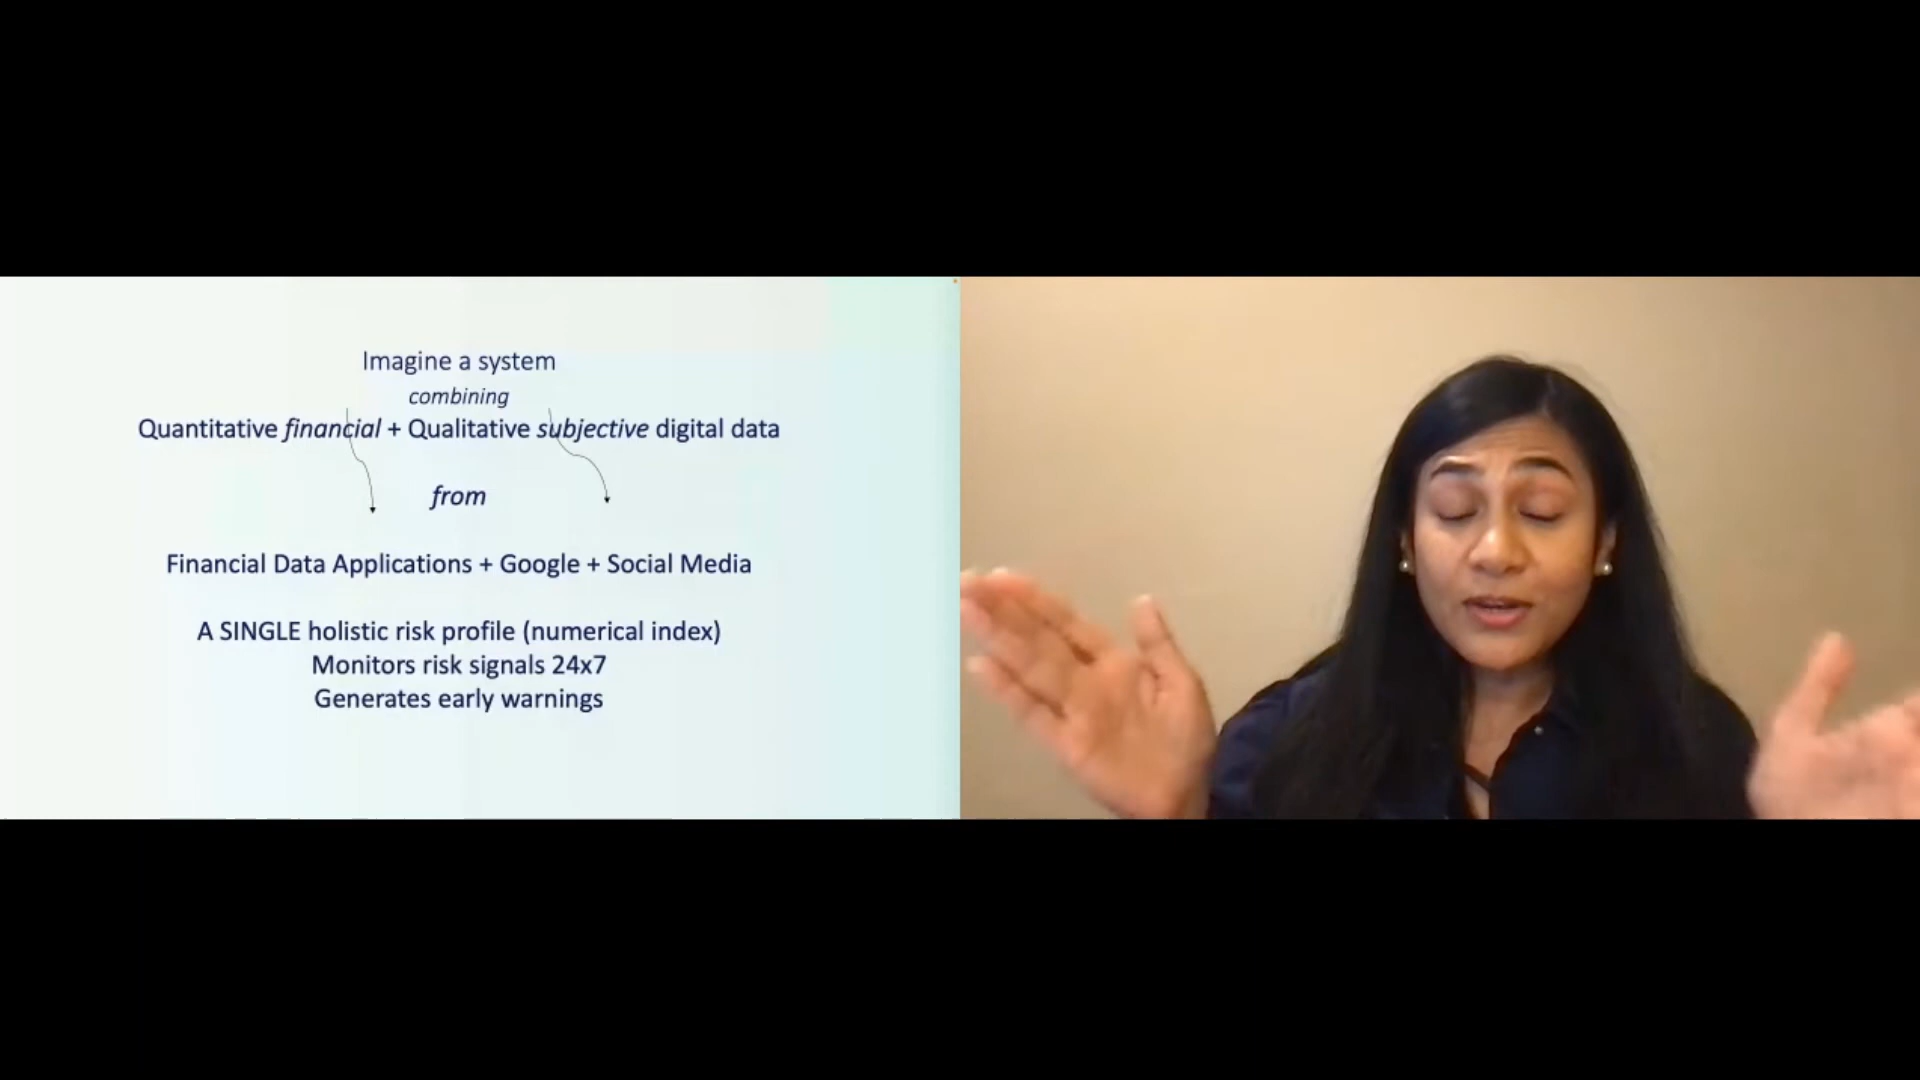 Imagine a system
combining
Quantitative financial + Qualitative subjective digital data
from
Financial Data Applications + Google + Social Media
A SINGLE holistic risk profile (numerical index)
Monitors risk signals 24x7
Generates early warnings